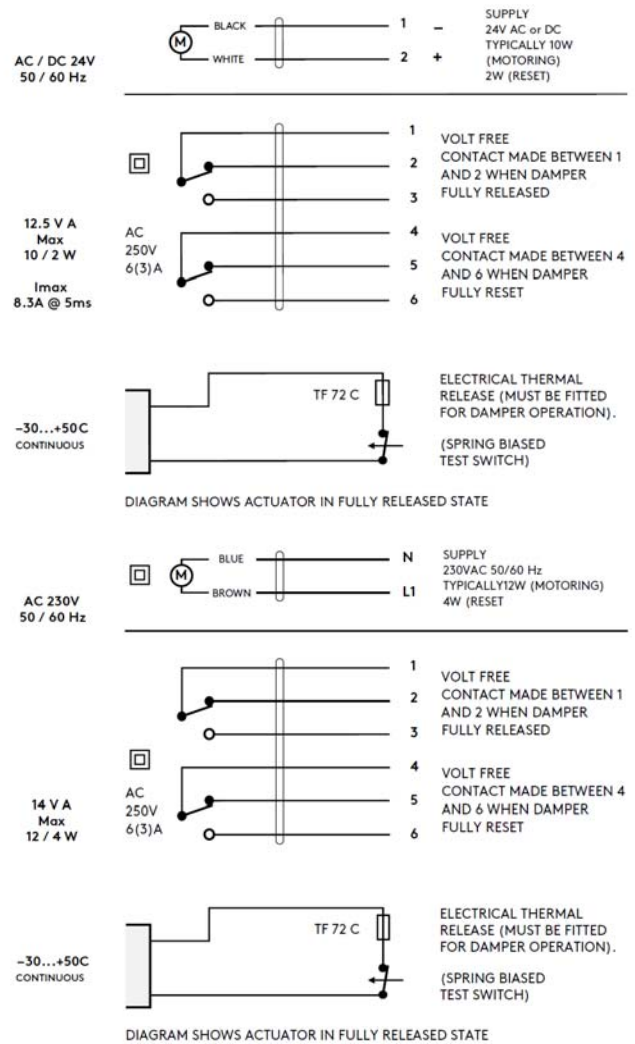 BLACK
1 –
SUPPLY
24V AC or DC
TYPICALLY 10W
(MOTORING)
2W (RESET)
M
WHITE
2 +
AC / DC 24V
50 / 60 Hz
1
VOLT FREE
CONTACT MADE BETWEEN 1
AND 2 WHEN DAMPER
FULLY RELEASED
2
3
12.5 V A
Max
10 / 2 W
Imax
8.3A @ 5ms
AC
250V
6(3)A
4
VOLT FREE
CONTACT MADE BETWEEN 4
AND 6 WHEN DAMPER
FULLY RESET
5
6
TF 72 C
ELECTRICAL THERMAL
RELEASE (MUST BE FITTED
FOR DAMPER OPERATION).
(SPRING BIASED
TEST SWITCH)
–30...+50C
CONTINUOUS
DIAGRAM SHOWS ACTUATOR IN FULLY RELEASED STATE
BLUE
N
SUPPLY
230VAC 50/60 Hz
TYPICALLY12W (MOTORING)
4W (RESET
M
BROWN
L1
AC 230V
50 / 60 Hz
1
VOLT FREE
CONTACT MADE BETWEEN 1
AND 2 WHEN DAMPER
FULLY RELEASED
2
3
14 V A
Max
12 / 4 W
AC
250V
6(3)A
4
VOLT FREE
CONTACT MADE BETWEEN 4
AND 6 WHEN DAMPER
FULLY RESET
5
6
TF 72 C
ELECTRICAL THERMAL
RELEASE (MUST BE FITTED
FOR DAMPER OPERATION).
(SPRING BIASED
TEST SWITCH)
–30...+50C
CONTINUOUS
DIAGRAM SHOWS ACTUATOR IN FULLY RELEASED STATE